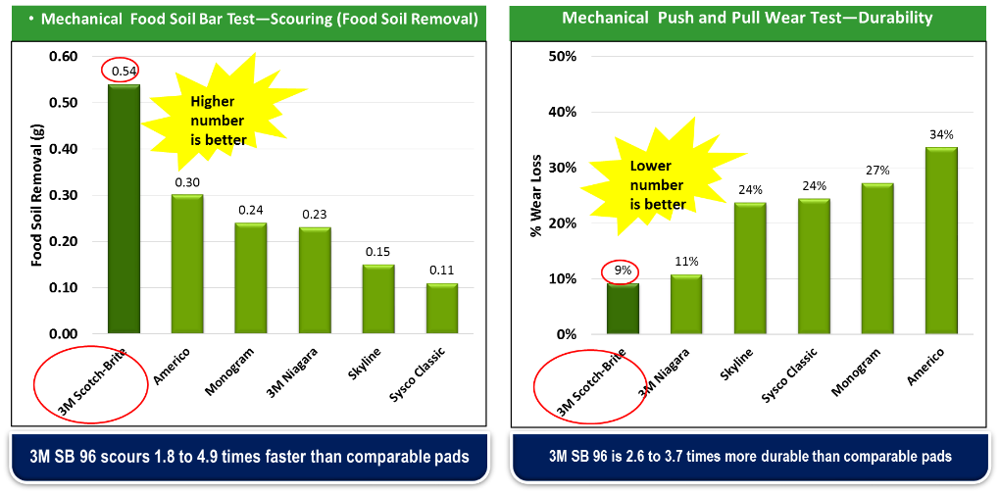 • Mechanical Food Soil Bar Test—Scouring (Food Soil Removal)
0.60
0.50
0.40
0.30
0.20
0.10
0.00
Food Soil Removal (g)
0.54
0.30
0.24
0.23
0.15
0.11
Higher
number
is better
3M Scotch-Brite
Americo
Monogram
3M Niagara
Skyline
Sysco Classic
3M SB 96 scours 1.8 to 4.9 times faster than comparable pads
Mechanical Push and Pull Wear Test—Durability
50%
40%
30%
20%
10%
0%
% Wear Loss
9%
11%
24%
24%
27%
34%
Lower
number
is better
3M Scotch-Brite
3M Niagara
Skyline
Sysco Classic
Monogram
Americo
3M SB 96 is 2.6 to 3.7 times more durable than comparable pads